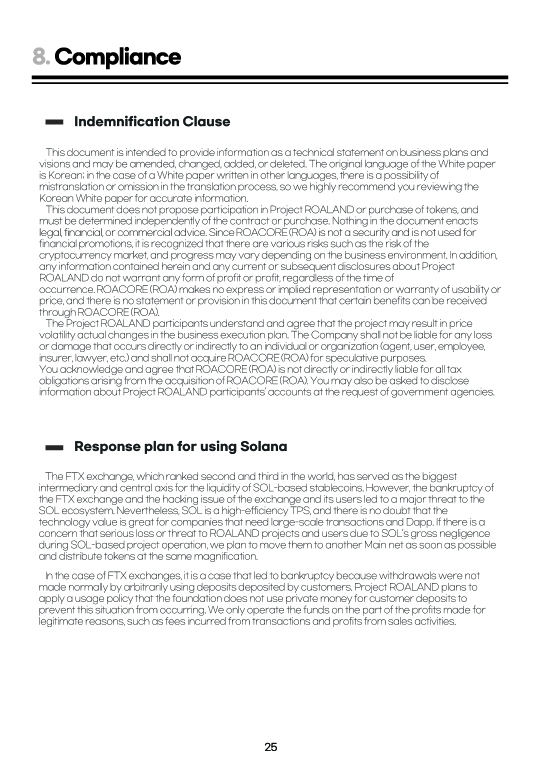 8. Compliance
Indemnification Clause
This document is intended to provide information as a technical statement on business plans and
visions and may be amended, changed, added, or deleted. The original language of the White paper
is Korean; in the case of a White paper written in other languages, there is a possibility of
mistranslation or omission in the translation process, so we highly recommend you reviewing the
Korean White paper for accurate information.
This document does not propose participation in Project ROALAND or purchase of tokens, and
must be determined independently of the contract or purchase. Nothing in the document enacts
legal, financial, or commercial advice. Since ROACORE (ROA) is not a security and is not used for
financial promotions, it is recognized that there are various risks such as the risk of the
cryptocurrency market, and progress may vary depending on the business environment. In addition,
any information contained herein and any current or subsequent disclosures about Project
ROALAND do not warrant any form of profit or profit, regardless of the time of
occurrence. ROACORE (ROA) makes no express or implied representation or warranty of usability or
price, and there is no statement or provision in this document that certain benefits can be received
through ROACORE (ROA).
The Project ROALAND participants understand and agree that the project may result in price
volatility actual changes in the business execution plan. The Company shall not be liable for any loss
or damage that occurs directly or indirectly to an individual or organization (agent, user, employee,
insurer, lawyer, etc.) and shall not acquire ROACORE (ROA) for speculative purposes.
You acknowledge and agree that ROACORE (ROA) is not directly or indirectly liable for all tax
obligations arising from the acquisition of ROACORE (ROA). You may also be asked to disclose
information about Project ROALAND participants' accounts at the request of government agencies.
Response plan for using Solana
The FTX exchange, which ranked second and third in the world, has served as the biggest
intermediary and central axis for the liquidity of SOL-based stablecoins. However, the bankruptcy of
the FTX exchange and the hacking issue of the exchange and its users led to a major threat to the
SOL ecosystem. Nevertheless, SOL is a high-efficiency TPS, and there is no doubt that the
technology value is great for companies that need large-scale transactions and Dapp. If there is a
concern that serious loss or threat to ROALAND projects and users due to SOL's gross negligence
during SOL-based project operation, we plan to move them to another Main net as soon as possible
and distribute tokens at the same magnification.
In the case of FTX exchanges, it is a case that led to bankruptcy because withdrawals were not
made normally by arbitrarily using deposits deposited by customers. Project ROALAND plans to
apply a usage policy that the foundation does not use private money for customer deposits to
prevent this situation from occurring. We only operate the funds on the part of the profits made for
legitimate reasons, such as fees incurred from transactions and profits from sales activities.
25